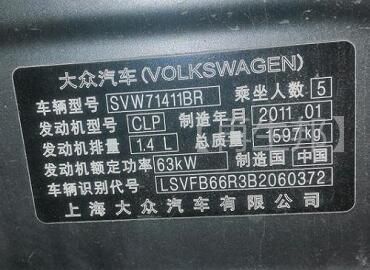 大众汽车(VOLKSWAGEN)
车辆型号 SVW71411BR 乘坐人数 5
发动机型号 CLP 制造年月 2011 01
发动机排量 1.4 L 总质量 1597kg
发动机额定功率 63kW 制造国 中国
车辆识别代号 LSVFB66R3B2060372
上海大众汽车有限公司